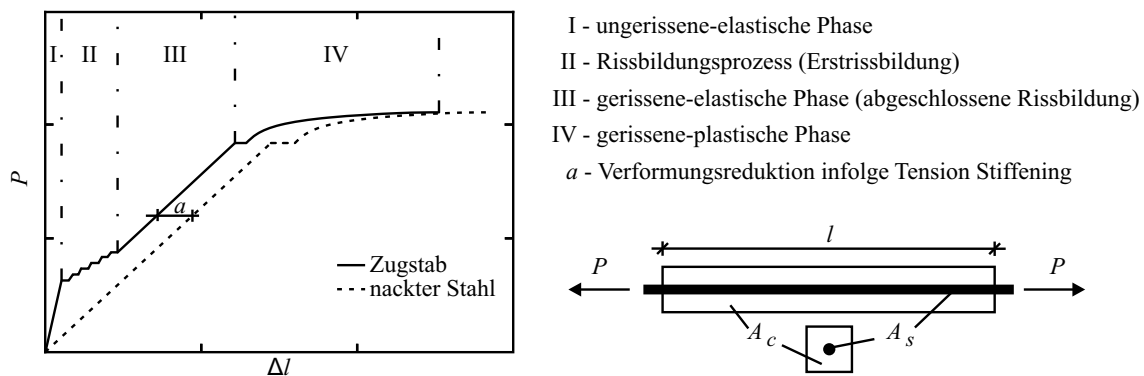 I II III IV
P
a
Zugstab
nackter Stahl
Δl
I - ungerissene-elastische Phase
II - Rissbildungsprozess (Erstrissbildung)
III - gerissene-elastische Phase (abgeschlossene Rissbildung)
IV - gerissene-plastische Phase
a - Verformungsreduktion infolge Tension Stiffening
l
P P
A_c A_s